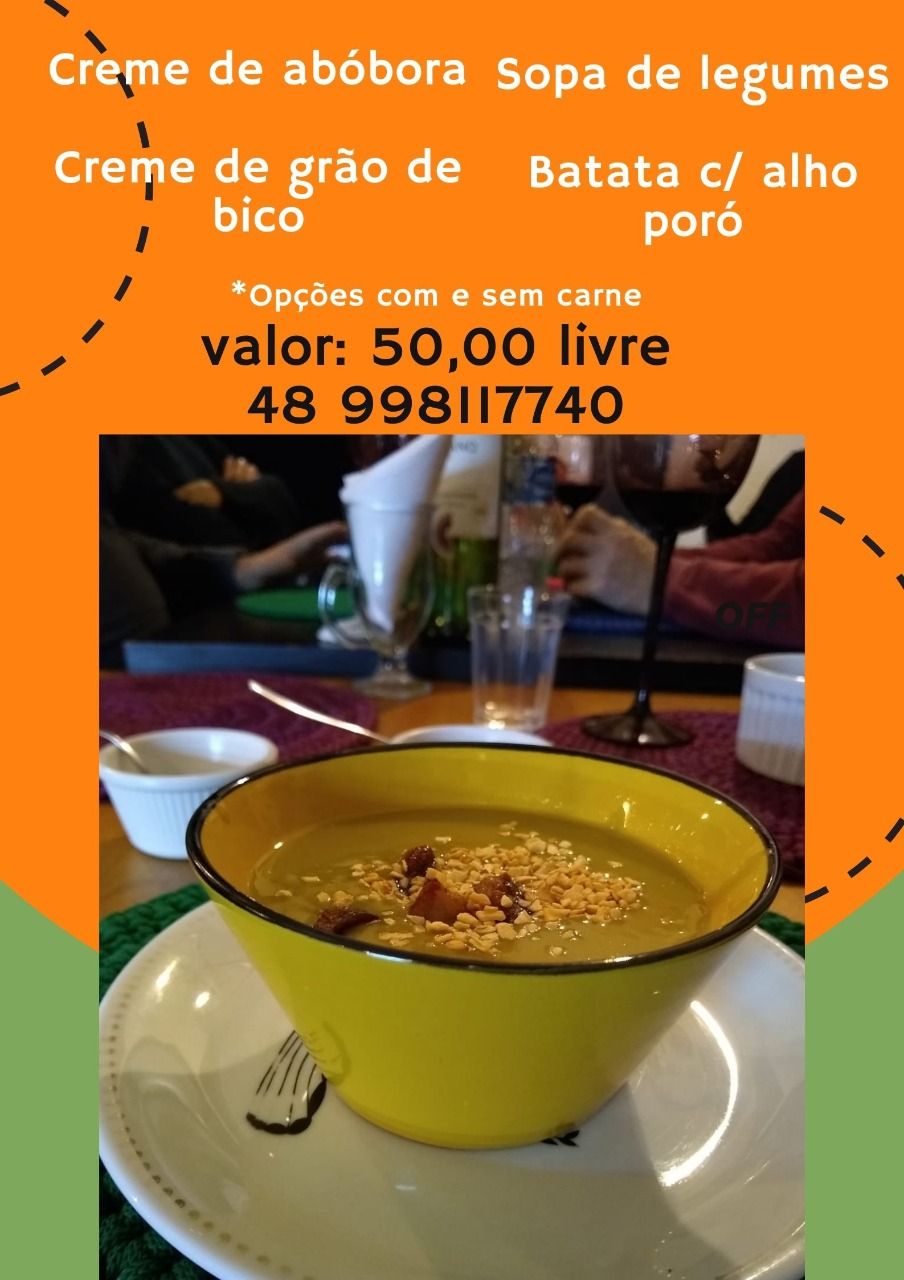 Creme de abóbora
Sopa de legumes
Creme de grão de
bico
Batata c/ alho
poró
*Opções com e sem carne
valor: 50,00 livre
48 998117740
OFF